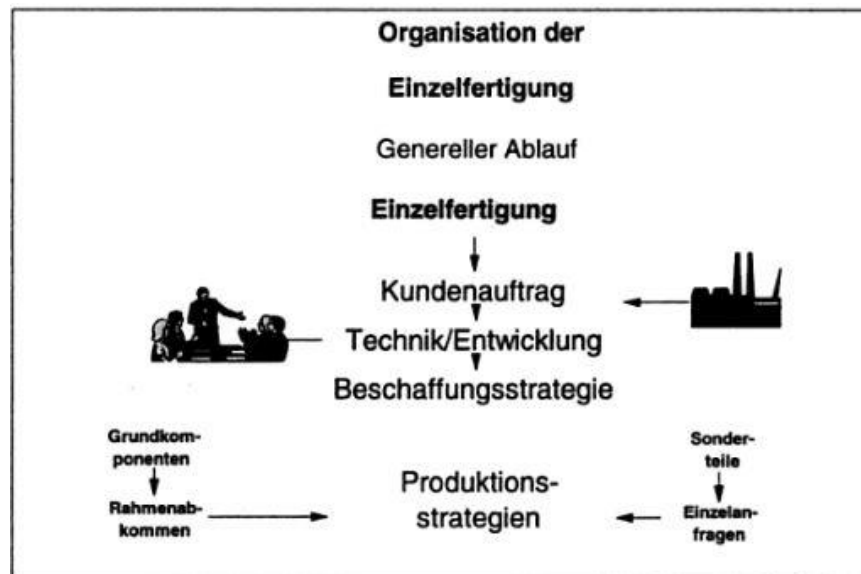 Organisation der
Einzelfertigung
Genereller Ablauf
Einzelfertigung
Kundenauftrag
Technik/Entwicklung
Beschaffungsstrategie
Grundkom-
ponenten
Rahmenab-
kommen
Produktions-
strategien
Sonder-
teile
Einzelan-
fragen